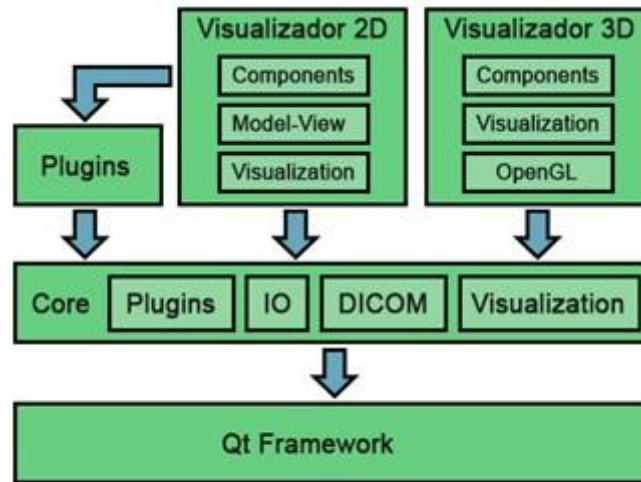 Visualizador 2D
Components
Model-View
Visualization
Visualizador 3D
Components
Visualization
OpenGL
Plugins
Core
Plugins
IO
DICOM
Visualization
Qt Framework